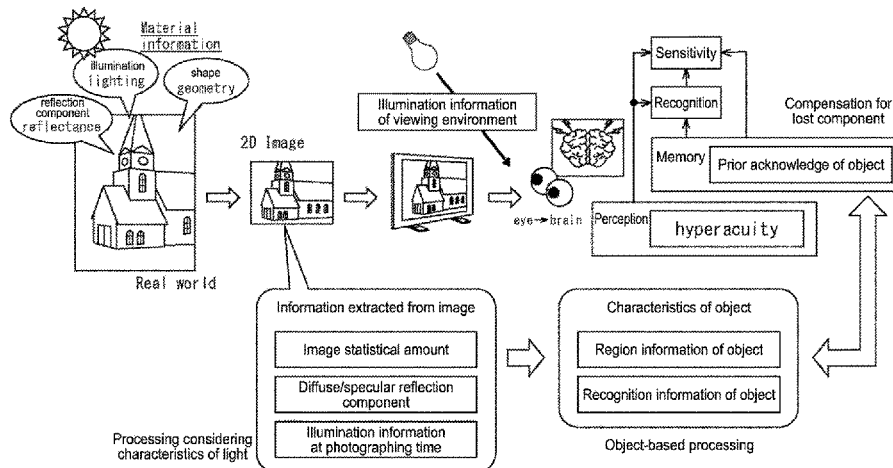 Material
information
illumination
lighting
shape
geometry
reflection
component
reflectance
Real world
2D Image
Illumination information
of viewing environment
eye→brain
Sensitivity
Recognition
Compensation for
lost component
Memory
Prior acknowledge of object
Perception
hyperacuity
Information extracted from image
Image statistical amount
Diffuse/specular reflection
component
Illumination information
at photographing time
Processing considering
characteristics of light
Characteristics of object
Region information of object
Recognition information of object
Object-based processing